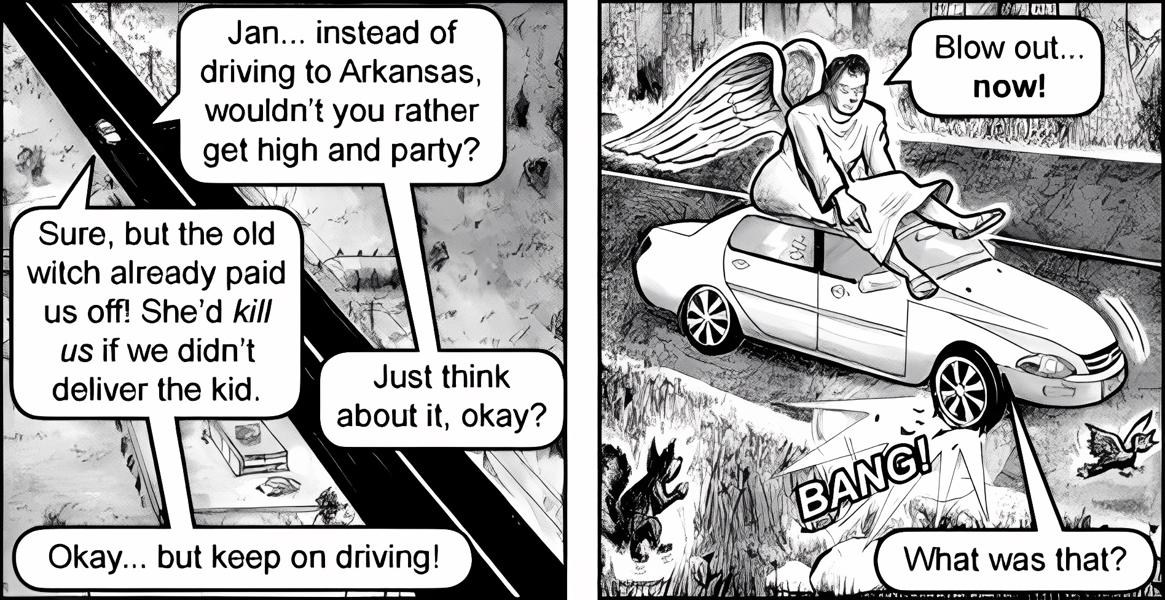 Jan... instead of
driving to Arkansas,
wouldn't you rather
get high and party?
Sure, but the old
witch already paid
us off! She'd kill
us if we didn't
deliver the kid.
Just think
about it, okay?
Okay... but keep on driving!
Blow out...
now!
BANG!
What was that?